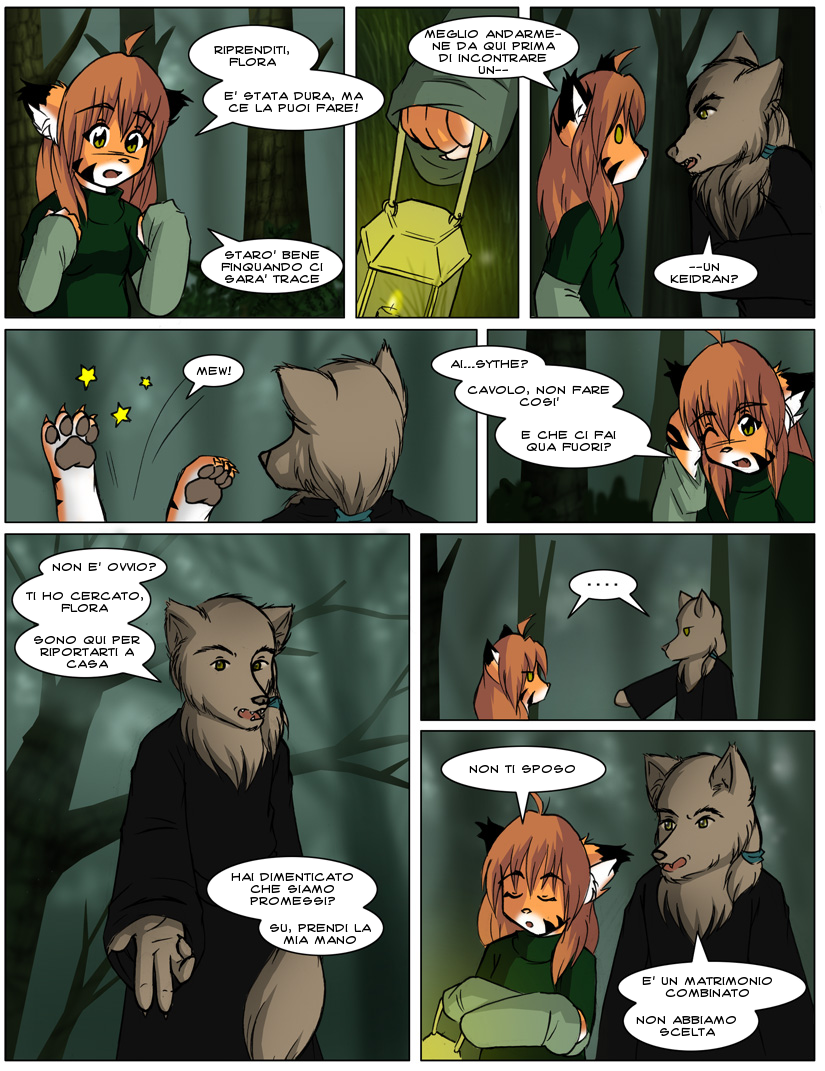 RIPRENDITI,
FLORA
E' STATA DURA, MA
CE LA PUOI FARE!
STARO' BENE
FINQUANDO CI
SARA' TRACE
MEGLIO ANDARME-
NE DA QUI PRIMA
DI INCONTRARE
UN--
--UN
KEIDRAN?
MEW!
AI...SYTHE?
CAVOLO, NON FARE
COSI'
E CHE CI FAI
QUA FUORI?
NON E' OVVIO?
TI HO CERCATO,
FLORA
SONO QUI PER
RIPORTARTI A
CASA
HAI DIMENTICATO
CHE SIAMO
PROMESSI?
SU, PRENDI LA
MIA MANO
....
NON TI SPOSO
E' UN MATRIMONIO
COMBINATO
NON ABBIAMO
SCELTA